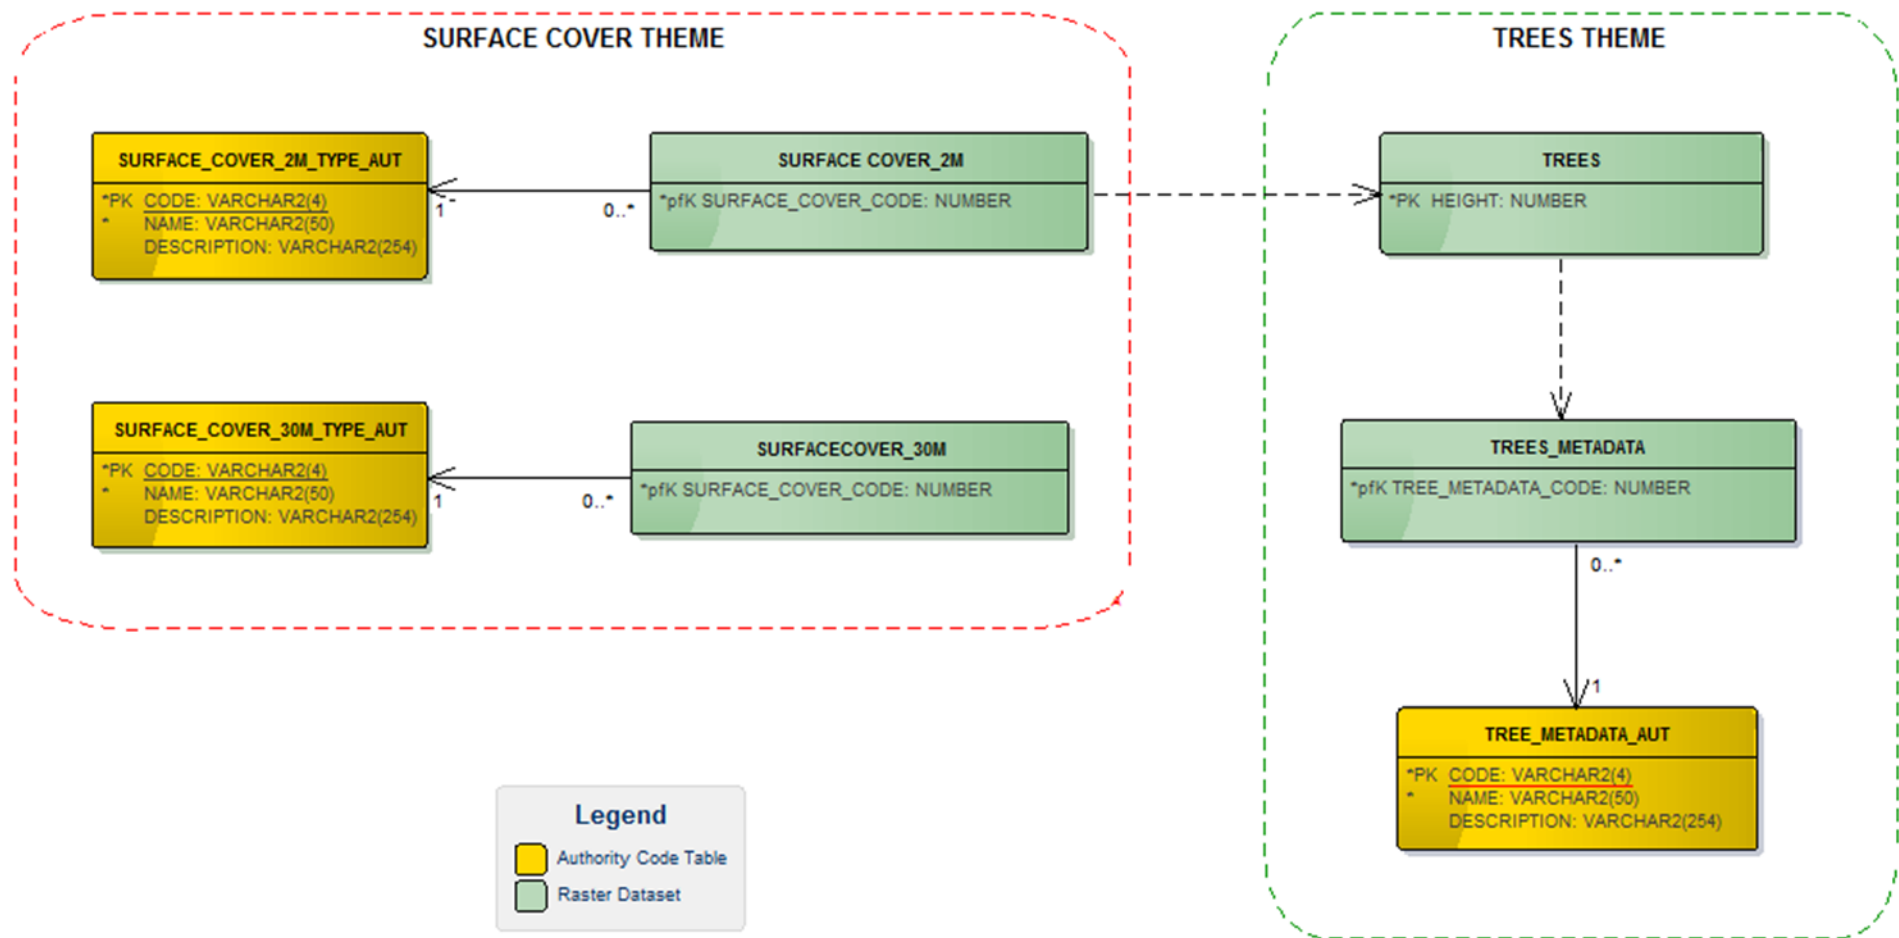 SURFACE COVER THEME
SURFACE_COVER_2M_TYPE_AUT
*PK CODE: VARCHAR2(4)
* NAME: VARCHAR2(50)
DESCRIPTION: VARCHAR2(254)
1
0..*
SURFACE COVER_2M
*pfK SURFACE_COVER_CODE: NUMBER
SURFACE_COVER_30M_TYPE_AUT
*PK CODE: VARCHAR2(4)
* NAME: VARCHAR2(50)
DESCRIPTION: VARCHAR2(254)
1
0..*
SURFACECOVER_30M
*pfK SURFACE_COVER_CODE: NUMBER
TREES THEME
TREES
*PK HEIGHT: NUMBER
TREES_METADATA
*pfK TREE_METADATA_CODE: NUMBER
0..*
1
TREE_METADATA_AUT
*PK CODE: VARCHAR2(4)
* NAME: VARCHAR2(50)
DESCRIPTION: VARCHAR2(254)
Legend
Authority Code Table
Raster Dataset